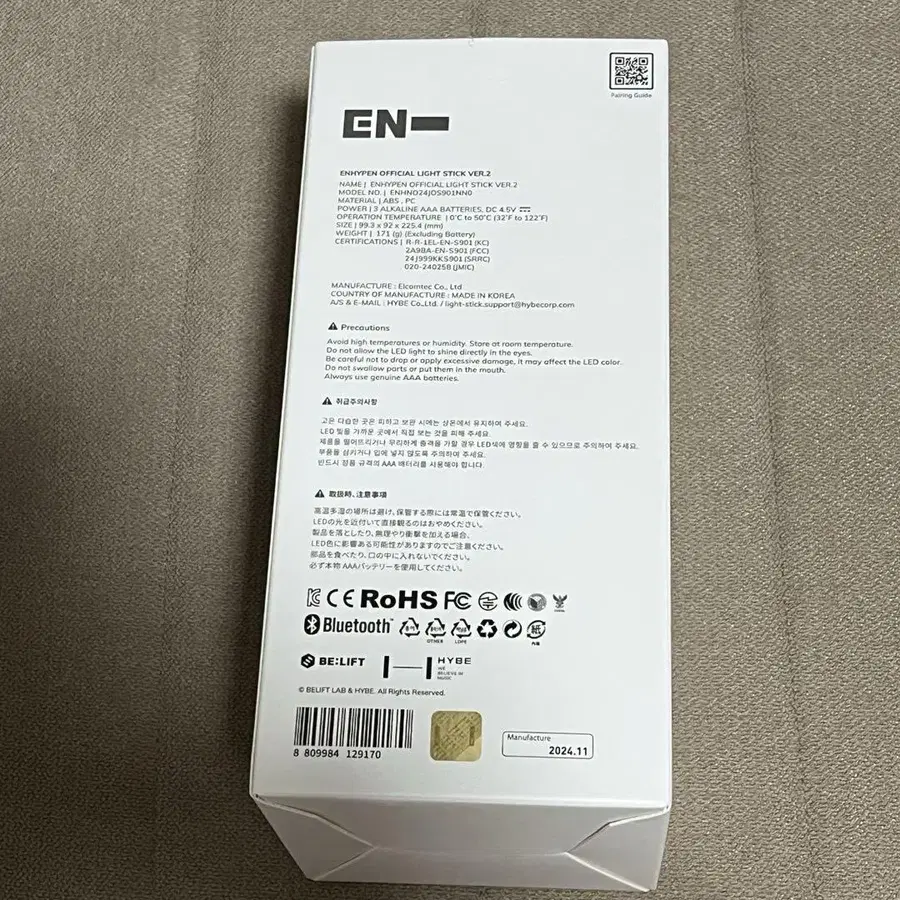 Pairing Guide
EN-
ENHYPEN OFFICIAL LIGHT STICK VER.2
NAME | ENHYPEN OFFICIAL LIGHT STICK VER.2
MODEL NO. | ENHNO24JOS901NN0
MATERIAL | ABS, PC
POWER | 3 ALKALINE AAA BATTERIES, DC 4.5V
OPERATION TEMPERATURE | 0°C to 50°C (32°F to 122°F)
SIZE | 99.3 x 92 x 225.4 (mm)
WEIGHT | 171 (g) (Excluding Battery)
CERTIFICATIONS | R-R-1EL-EN-S901 (KC)
2A9BA-EN-S901 (FCC)
24J999KKS901 (SRRC)
020-240258 (JMIC)
MANUFACTURE : Elcomtec Co., Ltd
COUNTRY OF MANUFACTURE : MADE IN KOREA
A/S & E-MAIL : HYBE Co.,Ltd. / light-stick.support@hybecorp.com
Precautions
Avoid high temperatures or humidity. Store at room temperature.
Do not allow the LED light to shine directly in the eyes.
Be careful not to drop or apply excessive damage, it may affect the LED color.
Do not swallow parts or put them in the mouth.
Always use genuine AAA batteries.
취급주의사항
고온 다습한 곳은 피하고 보관 시에는 상온에서 유지하여 주세요.
LED 빛을 가까운 곳에서 직접 보는 것을 피해 주세요.
제품을 떨어뜨리거나 무리하게 충격을 가할 경우 LED색에 영향을 줄 수 있으므로 주의하여 주세요.
부품을 삼키거나 입에 넣지 않도록 주의하여 주세요.
반드시 정품 규격의 AAA 배터리를 사용해야 합니다.
取扱時、注意事項
高温多湿の場所は避け、保管する際には常温で保管ください。
LEDの光を近付いて直接観るのはおやめください。
製品を落としたり、無理やり衝撃を加える場合、
LED色に影響ある可能性がありますのでご注意ください。
部品を食べたり、口の中に入れないでください。
必ず本物 AAAバッテリーを使用してください。
CE RoHS FC
Bluetooth
OTHER LDPE
紙
BE:LIFT
HYBE
WE
BELIEVE IN
MUSIC
© BELIFT LAB & HYBE. All Rights Reserved.
8 809984 129170
Manufacture
2024.11